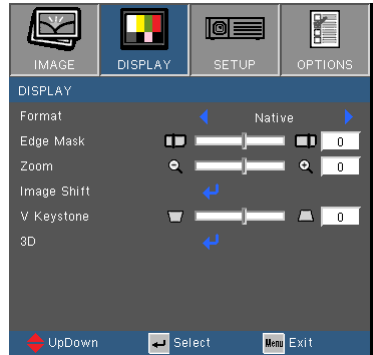 IMAGE DISPLAY SETUP OPTIONS
DISPLAY
Format Native
Edge Mask 0
Zoom 0
Image Shift
V Keystone 0
3D
UpDown Select Menu Exit